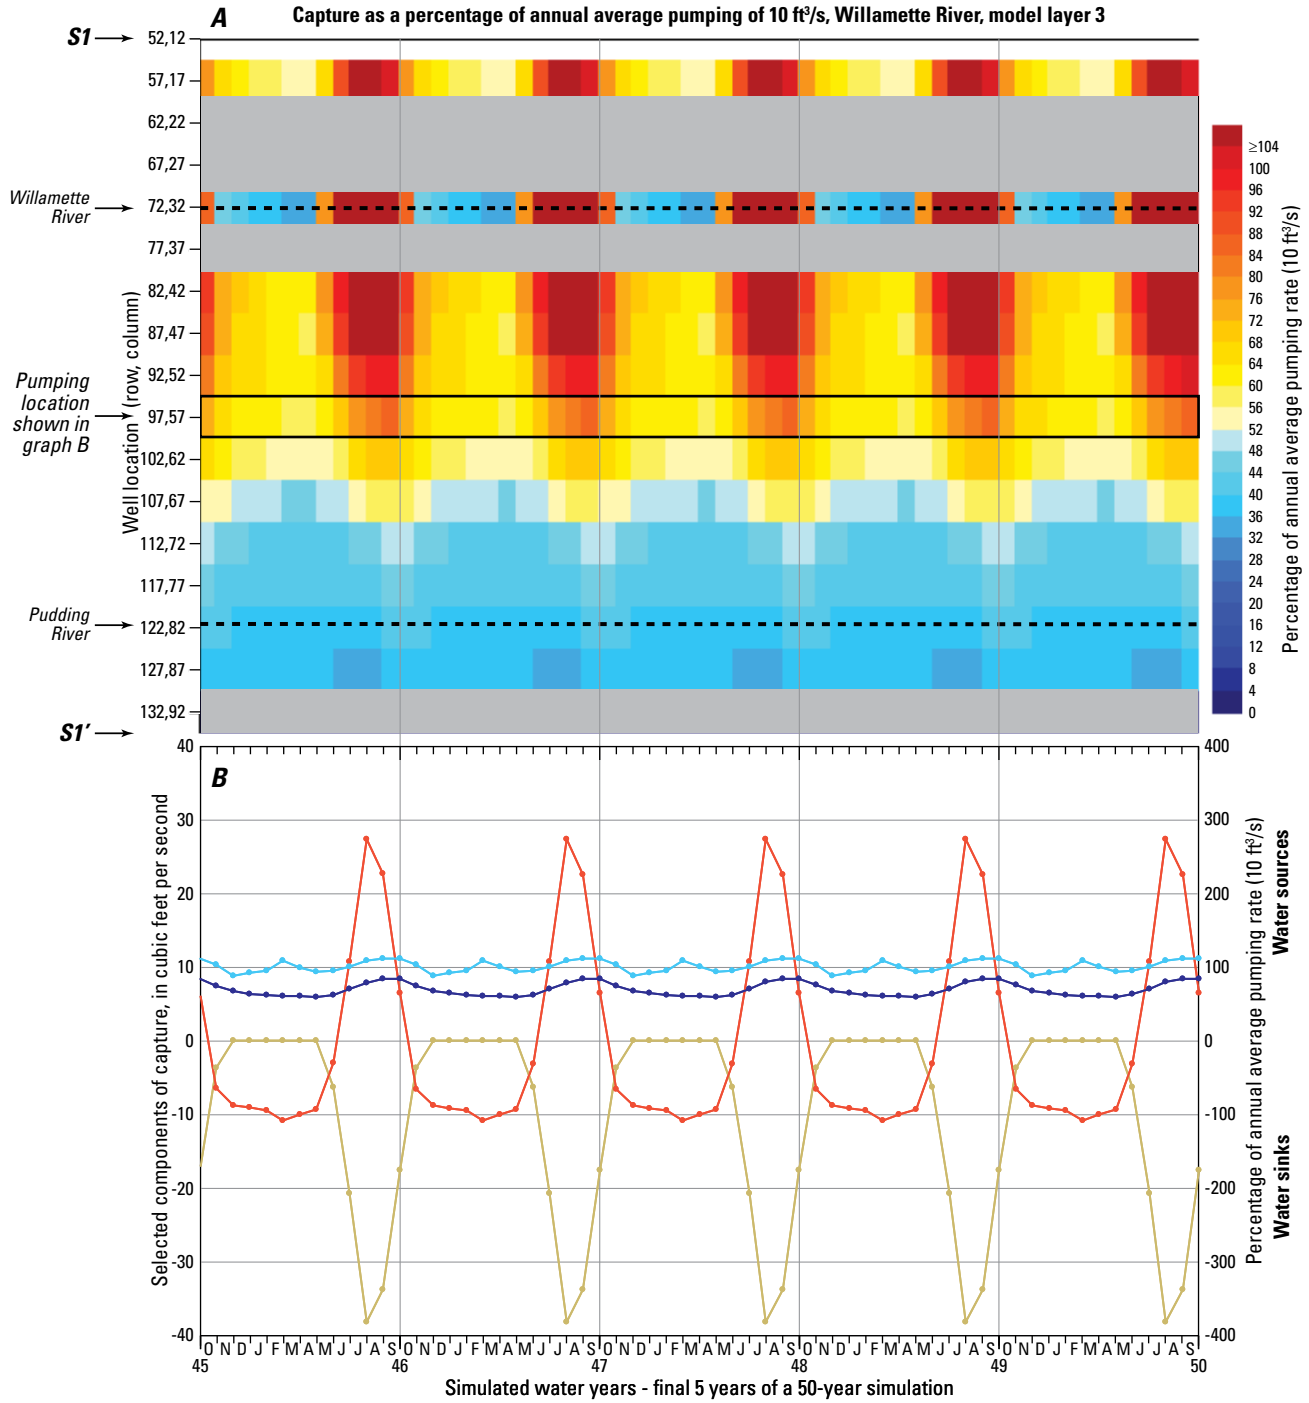 A
Capture as a percentage of annual average pumping of 10 ft³/s, Willamette River, model layer 3
S1
52,12
57,17
62,22
67,27
Willamette
River
72,32
77,37
82,42
87,47
92,52
Pumping
location
shown in
graph B
97,57
102,62
107,67
112,72
117,77
Pudding
River
122,82
127,87
132,92
S1’
Well location (row, column)
≥104
100
96
92
88
84
80
76
72
68
64
60
56
52
48
44
40
36
32
28
24
20
16
12
8
4
0
Percentage of annual average pumping rate (10 ft³/s)
B
40
30
20
10
0
-10
-20
-30
-40
Selected components of capture, in cubic feet per second
400
300
200
100
0
-100
-200
-300
-400
Percentage of annual average pumping rate (10 ft³/s)
Water sources
Water sinks
O N D J F M A M J J A S O N D J F M A M J J A S O N D J F M A M J J A S O N D J F M A M J J A S O N D J F M A M J J A S
45 46 47 48 49 50
Simulated water years - final 5 years of a 50-year simulation